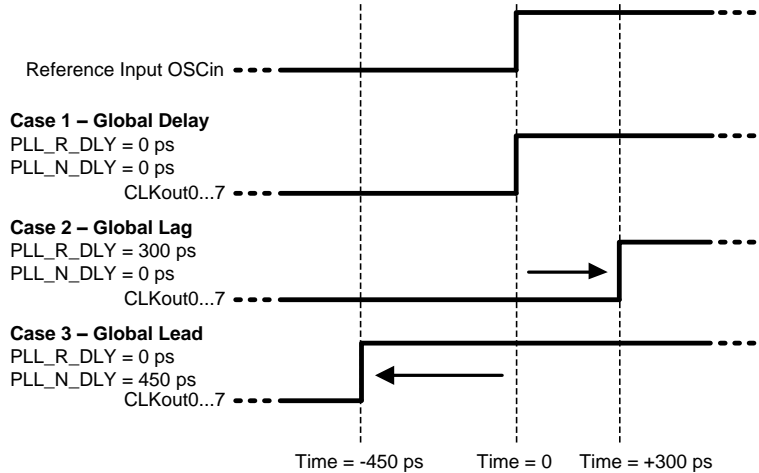 Reference Input OSCin
Case 1 – Global Delay
PLL_R_DLY = 0 ps
PLL_N_DLY = 0 ps
CLKout0...7
Case 2 – Global Lag
PLL_R_DLY = 300 ps
PLL_N_DLY = 0 ps
CLKout0...7
Case 3 – Global Lead
PLL_R_DLY = 0 ps
PLL_N_DLY = 450 ps
CLKout0...7
Time = -450 ps Time = 0 Time = +300 ps